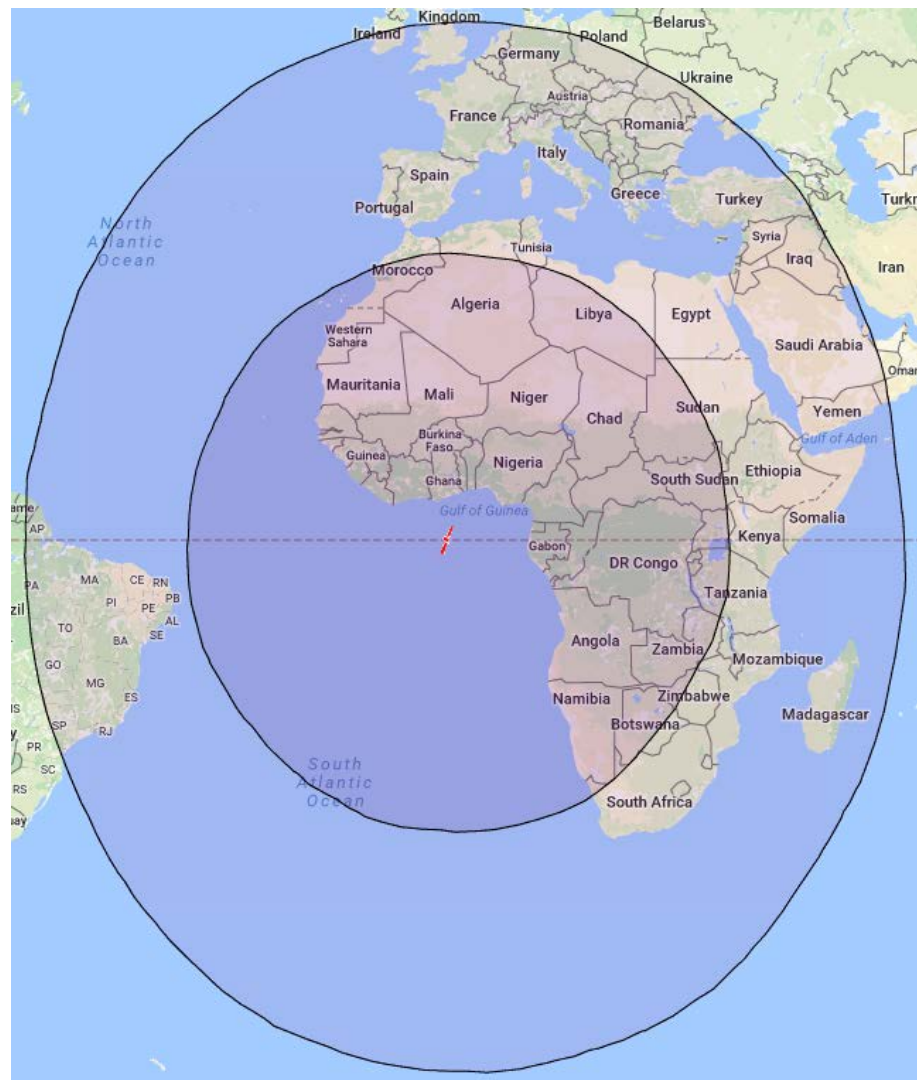 Kingdom
Ireland
Belarus
Poland
Germany
Ukraine
Austria
France
Romania
Italy
Spain
Greece
Turkey
Portugal
North
Atlantic
Ocean
Tunisia
Syria
Iraq
Iran
Morocco
Algeria
Libya
Egypt
Western
Sahara
Saudi Arabia
Oman
Mauritania
Mali
Niger
Chad
Sudan
Yemen
Gulf of Aden
Burkina
Faso
Guinea
Nigeria
Ghana
South Sudan
Ethiopia
Gulf of Guinea
Somalia
AP
Gabon
Kenya
DR Congo
PA
MA
CE
RN
PI
PE
PB
AL
Tanzania
TO
BA
SE
Angola
Zambia
Mozambique
GO
MG
ES
Namibia
Zimbabwe
Botswana
Madagascar
SP
RJ
PR
SC
RS
South
Atlantic
Ocean
South Africa